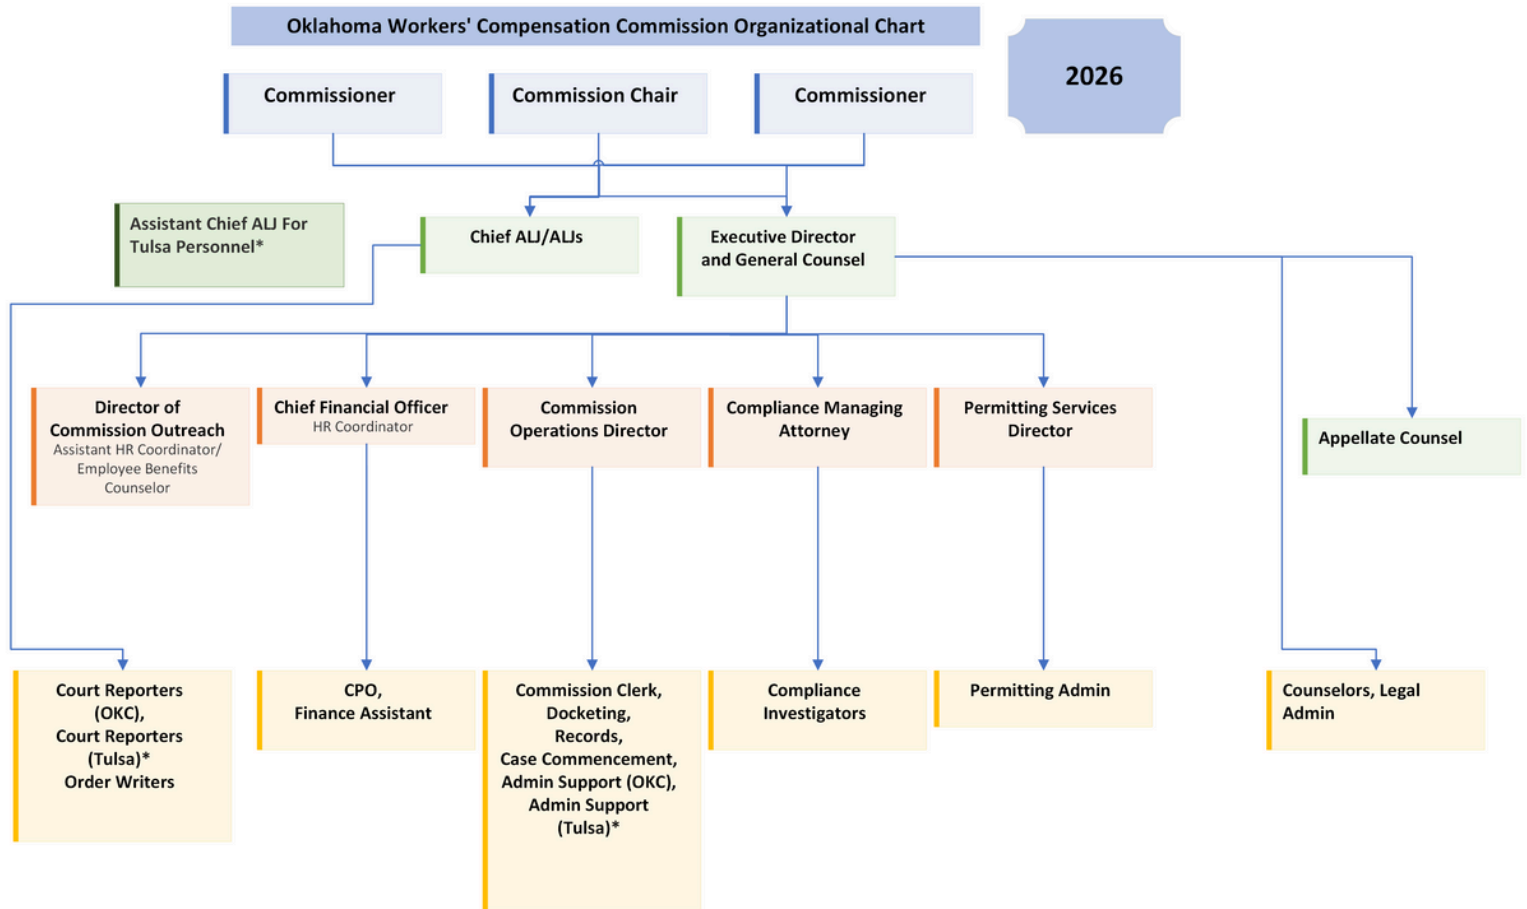 Oklahoma Workers' Compensation Commission Organizational Chart
2026
Commissioner
Commission Chair
Commissioner
Assistant Chief ALJ For
Tulsa Personnel*
Chief ALJ/ALJs
Executive Director
and General Counsel
Director of
Commission Outreach
Assistant HR Coordinator/
Employee Benefits
Counselor
Chief Financial Officer
HR Coordinator
Commission
Operations Director
Compliance Managing
Attorney
Permitting Services
Director
Appellate Counsel
Court Reporters
(OKC),
Court Reporters
(Tulsa)*
Order Writers
CPO,
Finance Assistant
Commission Clerk,
Docketing,
Records,
Case Commencement,
Admin Support (OKC),
Admin Support
(Tulsa)*
Compliance
Investigators
Permitting Admin
Counselors, Legal
Admin